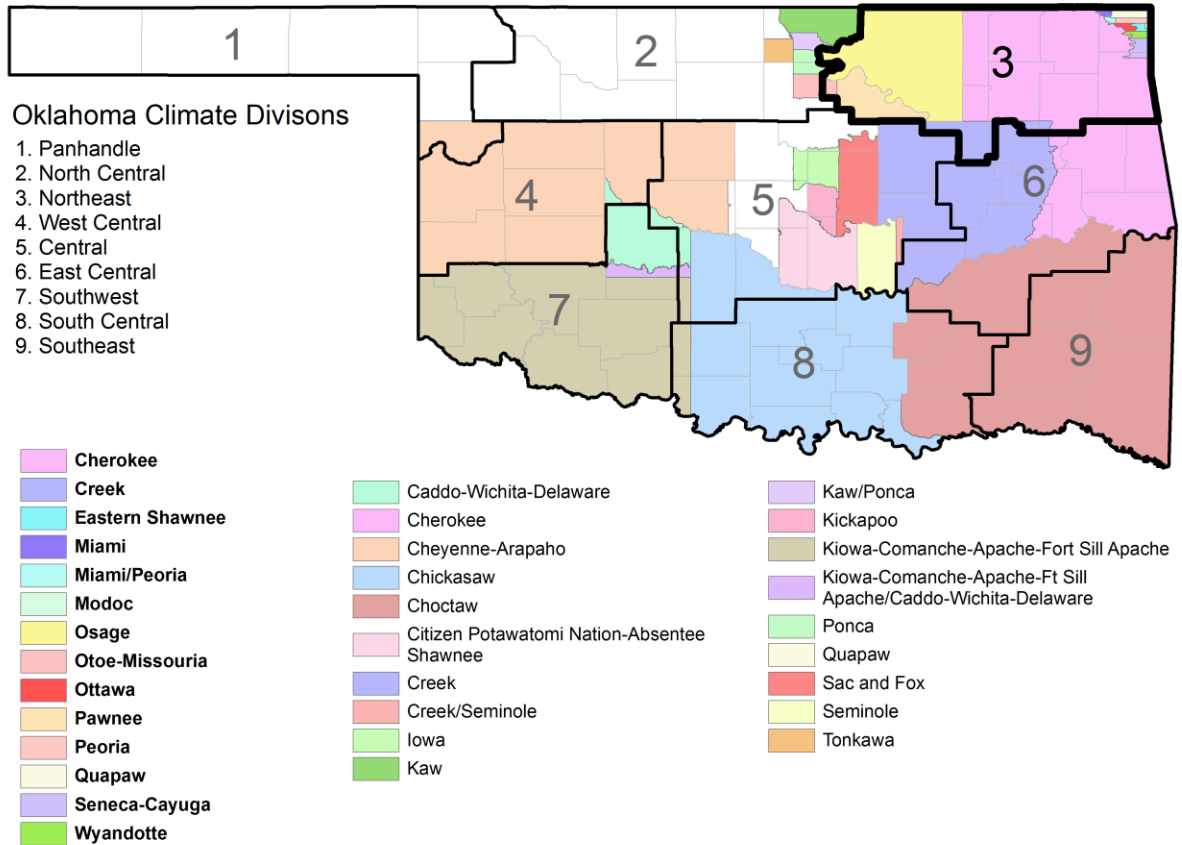 1
2
3
4
5
6
7
8
9
Oklahoma Climate Divisons
1. Panhandle
2. North Central
3. Northeast
4. West Central
5. Central
6. East Central
7. Southwest
8. South Central
9. Southeast
Cherokee
Creek
Eastern Shawnee
Miami
Miami/Peoria
Modoc
Osage
Otoe-Missouria
Ottawa
Pawnee
Peoria
Quapaw
Seneca-Cayuga
Wyandotte
Caddo-Wichita-Delaware
Cherokee
Cheyenne-Arapaho
Chickasaw
Choctaw
Citizen Potawatomi Nation-Absentee
Shawnee
Creek
Creek/Seminole
Iowa
Kaw
Kaw/Ponca
Kickapoo
Kiowa-Comanche-Apache-Fort Sill Apache
Kiowa-Comanche-Apache-Ft Sill
Apache/Caddo-Wichita-Delaware
Ponca
Quapaw
Sac and Fox
Seminole
Tonkawa